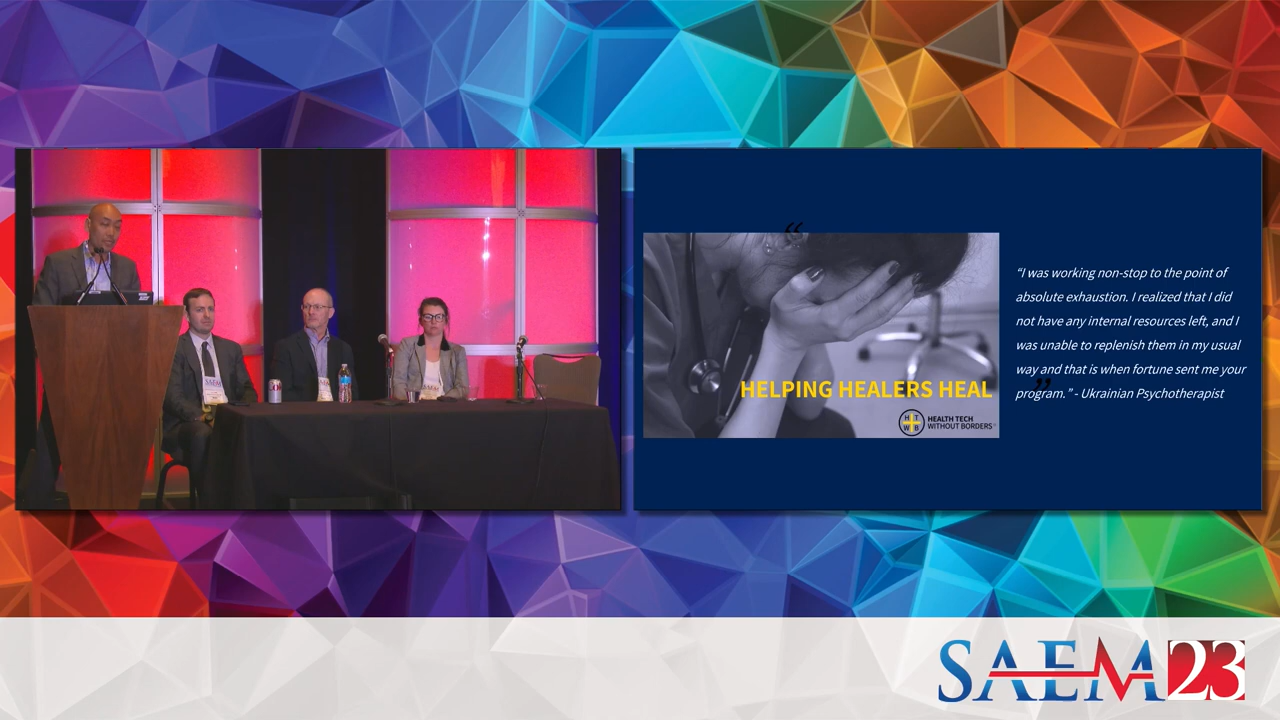 SAEM
HELPING HEALERS HEAL
H T
W B
HEALTH TECH
WITHOUT BORDERS
“
“I was working non-stop to the point of
absolute exhaustion. I realized that I did
not have any internal resources left, and I
was unable to replenish them in my usual
way and that is when fortune sent me your
program.” - Ukrainian Psychotherapist
”
SAEM23